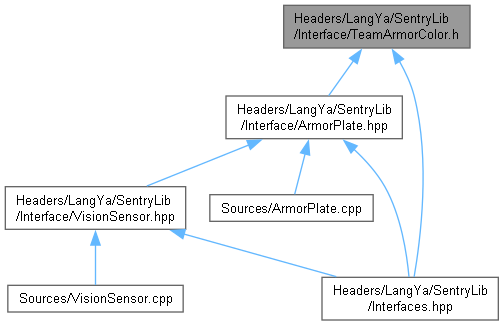 Headers/LangYa/SentryLib
/Interface/TeamArmorColor.h
Headers/LangYa/SentryLib
/Interface/ArmorPlate.hpp
Headers/LangYa/SentryLib
/Interface/VisionSensor.hpp
Sources/ArmorPlate.cpp
Sources/VisionSensor.cpp
Headers/LangYa/SentryLib
/Interfaces.hpp